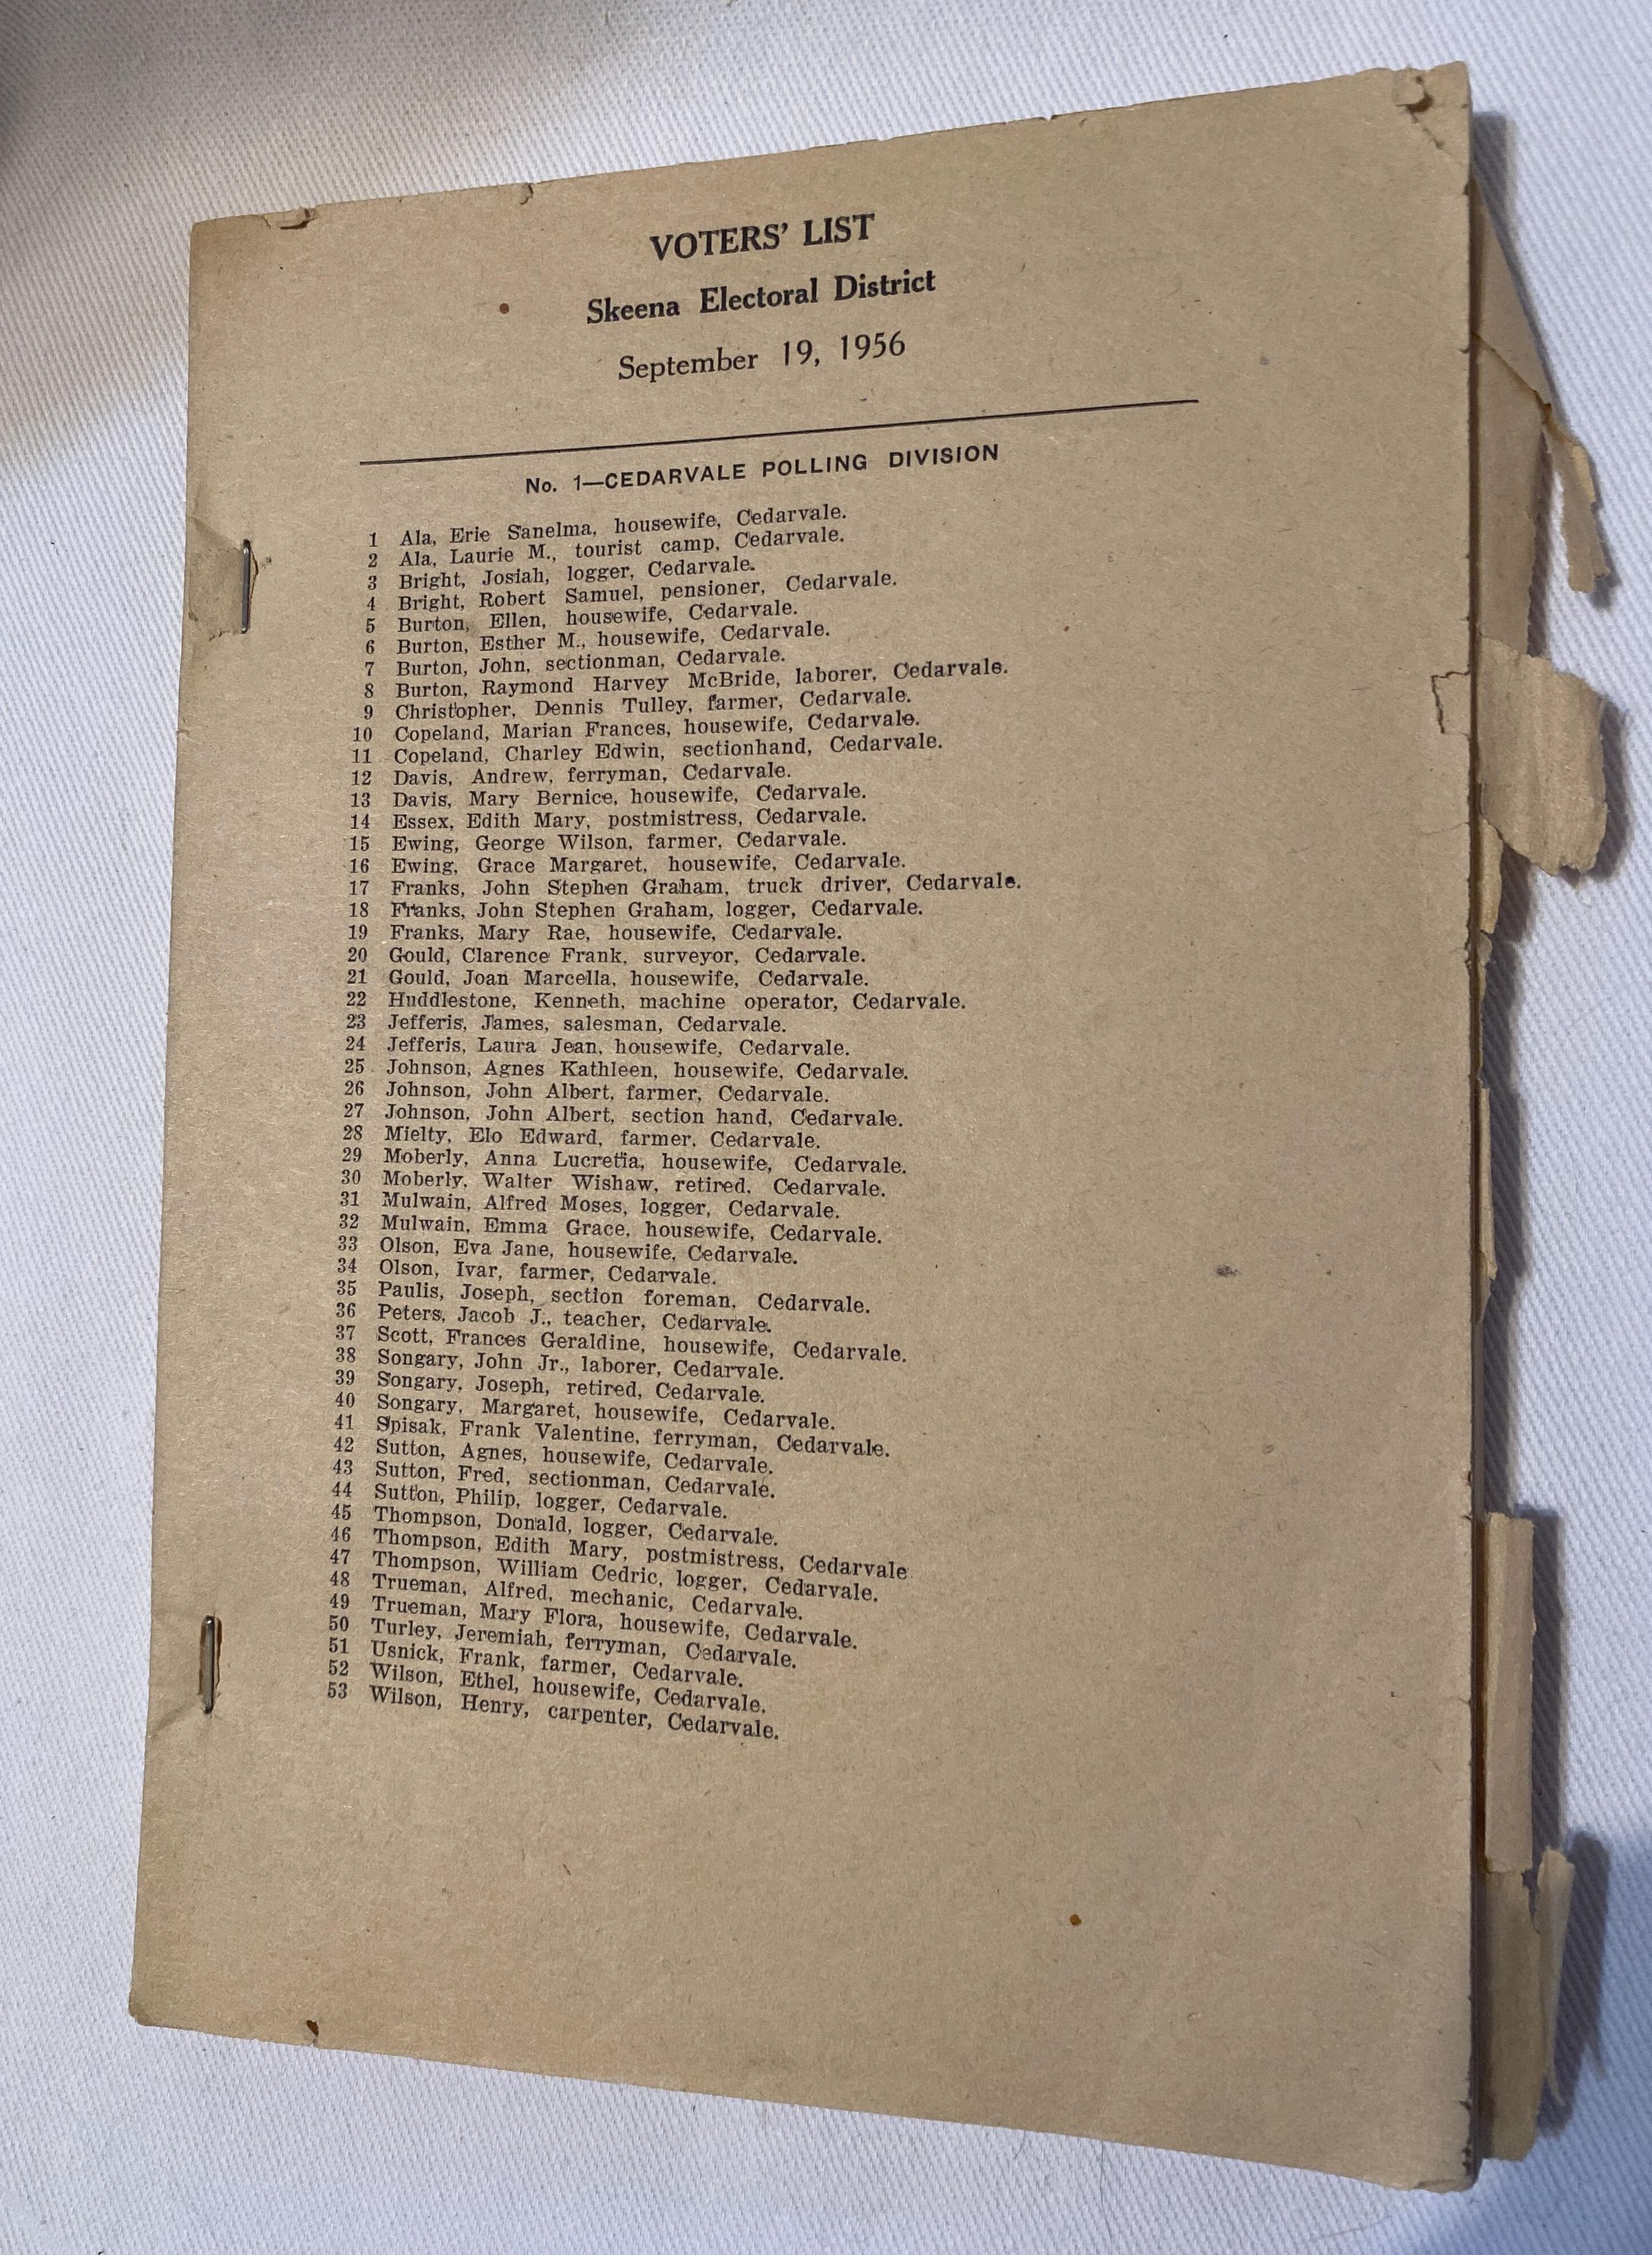 VOTERS' LIST
Skeena Electoral District
September 19, 1956
No. 1—CEDARVALE POLLING DIVISION
1 Ala, Erie Sanelma, housewife, Cedarvale.
2 Ala, Laurie M., tourist camp, Cedarvale.
3 Bright, Josiah, logger, Cedarvale.
4 Bright, Robert Samuel, pensioner, Cedarvale.
5 Burton, Ellen, housewife, Cedarvale.
6 Burton, Esther M., housewife, Cedarvale.
7 Burton, John, sectionman, Cedarvale.
8 Burton, Raymond Harvey McBride, laborer, Cedarvale.
9 Christopher, Dennis Tulley, farmer, Cedarvale.
10 Copeland, Marian Frances, housewife, Cedarvale.
11 Copeland, Charley Edwin, sectionhand, Cedarvale.
12 Davis, Andrew, ferryman, Cedarvale.
13 Davis, Mary Bernice, housewife, Cedarvale.
14 Essex, Edith Mary, postmistress, Cedarvale.
15 Ewing, George Wilson, farmer, Cedarvale.
16 Ewing, Grace Margaret, housewife, Cedarvale.
17 Franks, John Stephen Graham, truck driver, Cedarvale.
18 Franks, John Stephen Graham, logger, Cedarvale.
19 Franks, Mary Rae, housewife, Cedarvale.
20 Gould, Clarence Frank, surveyor, Cedarvale.
21 Gould, Joan Marcella, housewife, Cedarvale.
22 Huddlestone, Kenneth, machine operator, Cedarvale.
23 Jefferis, James, salesman, Cedarvale.
24 Jefferis, Laura Jean, housewife, Cedarvale.
25 Johnson, Agnes Kathleen, housewife, Cedarvale.
26 Johnson, John Albert, farmer, Cedarvale.
27 Johnson, John Albert, section hand, Cedarvale.
28 Mielty, Elo Edward, farmer, Cedarvale.
29 Moberly, Anna Lucretia, housewife, Cedarvale.
30 Moberly, Walter Wishaw, retired, Cedarvale.
31 Mulwain, Alfred Moses, logger, Cedarvale.
32 Mulwain, Emma Grace, housewife, Cedarvale.
33 Olson, Eva Jane, housewife, Cedarvale.
34 Olson, Ivar, farmer, Cedarvale.
35 Paulis, Joseph, section foreman, Cedarvale.
36 Peters, Jacob J., teacher, Cedarvale.
37 Scott, Frances Geraldine, housewife, Cedarvale.
38 Songary, John Jr., laborer, Cedarvale.
39 Songary, Joseph, retired, Cedarvale.
40 Songary, Margaret, housewife, Cedarvale.
41 Spisak, Frank Valentine, ferryman, Cedarvale.
42 Sutton, Agnes, housewife, Cedarvale.
43 Sutton, Fred, sectionman, Cedarvale.
44 Sutton, Philip, logger, Cedarvale.
45 Thompson, Donald, logger, Cedarvale.
46 Thompson, Edith Mary, postmistress, Cedarvale.
47 Thompson, William Cedric, logger, Cedarvale.
48 Trueman, Alfred, mechanic, Cedarvale.
49 Trueman, Mary Flora, housewife, Cedarvale.
50 Turley, Jeremiah, ferryman, Cedarvale.
51 Usnick, Frank, farmer, Cedarvale.
52 Wilson, Ethel, housewife, Cedarvale.
53 Wilson, Henry, carpenter, Cedarvale.